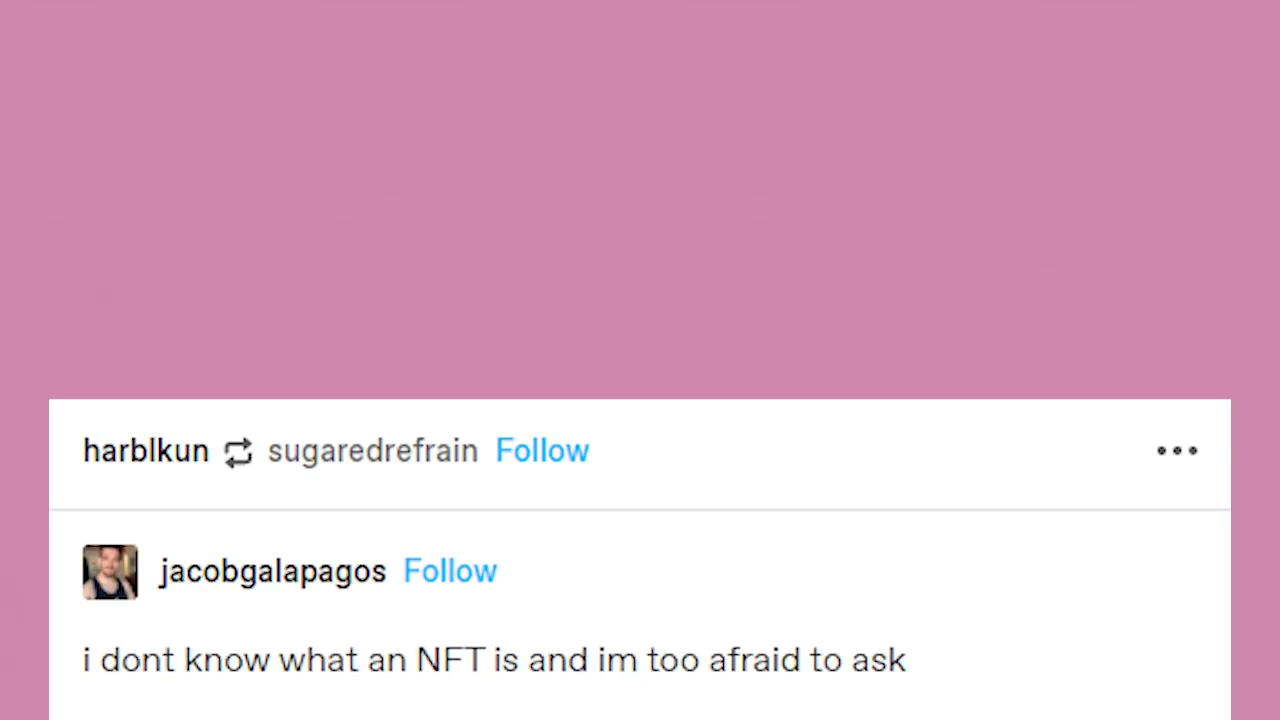 harblkun sugaredrefrain Follow
jacobgalapagos Follow
i dont know what an NFT is and im too afraid to ask